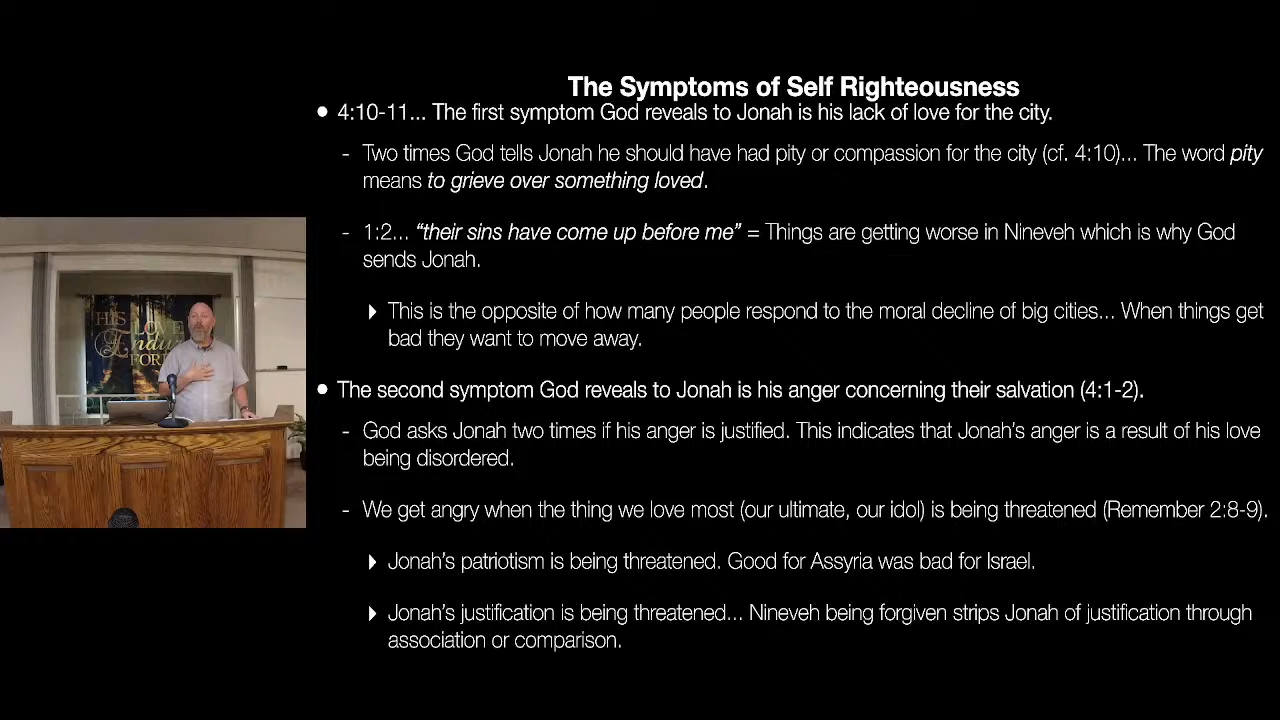 The Symptoms of Self Righteousness
• 4:10-11... The first symptom God reveals to Jonah is his lack of love for the city.
- Two times God tells Jonah he should have had pity or compassion for the city (cf. 4:10)... The word pity
means to grieve over something loved.
- 1:2... “their sins have come up before me” = Things are getting worse in Nineveh which is why God
sends Jonah.
▸ This is the opposite of how many people respond to the moral decline of big cities... When things get
bad they want to move away.
• The second symptom God reveals to Jonah is his anger concerning their salvation (4:1-2).
- God asks Jonah two times if his anger is justified. This indicates that Jonah’s anger is a result of his love
being disordered.
- We get angry when the thing we love most (our ultimate, our idol) is being threatened (Remember 2:8-9).
▸ Jonah’s patriotism is being threatened. Good for Assyria was bad for Israel.
▸ Jonah’s justification is being threatened... Nineveh being forgiven strips Jonah of justification through
association or comparison.
HIS
LOVE